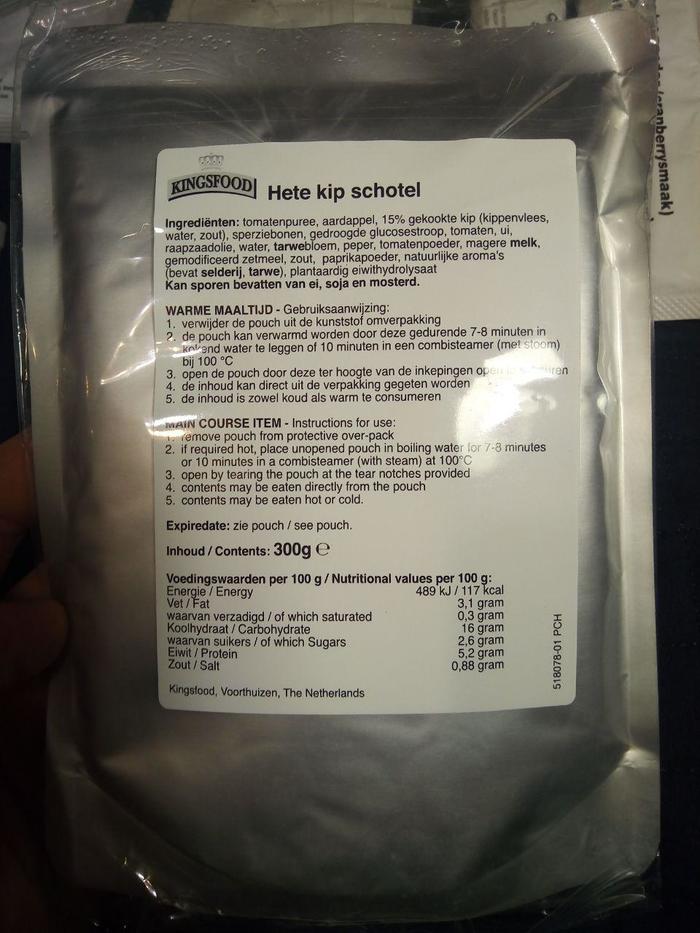 KINGSFOOD
Hete kip schotel
Ingrediënten: tomatenpuree, aardappel, 15% gekookte kip (kippenvlees,
water, zout), sperziebonen, gedroogde glucosestroop, tomaten, ui,
raapzaadolie, water, tarwebloem, peper, tomatenpoeder, magere melk,
gemodificeerd zetmeel, zout, paprikapoeder, natuurlijke aroma's
(bevat selderij, tarwe), plantaardig eiwithydrolysaat
Kan sporen bevatten van ei, soja en mosterd.
WARME MAALTIJD - Gebruiksaanwijzing:
1. verwijder de pouch uit de kunststof omverpakking
2. de pouch kan verwarmd worden door deze gedurende 7-8 minuten in
kokend water te leggen of 10 minuten in een combisteamer (met stoom)
bij 100 °C
3. open de pouch door deze ter hoogte van de inkepingen open
4. de inhoud kan direct uit de verpakking gegeten worden
5. de inhoud is zowel koud als warm te consumeren
MAIN COURSE ITEM - Instructions for use:
1. remove pouch from protective over-pack
2. if required hot, place unopened pouch in boiling water for 7-8 minutes
or 10 minutes in a combisteamer (with steam) at 100°C
3. open by tearing the pouch at the tear notches provided
4. contents may be eaten directly from the pouch
5. contents may be eaten hot or cold.
Expiredate: zie pouch / see pouch.
Inhoud / Contents: 300g ℮
Voedingswaarden per 100 g / Nutritional values per 100 g:
Energie / Energy 489 kJ / 117 kcal
Vet / Fat 3,1 gram
waarvan verzadigd / of which saturated 0,3 gram
Koolhydraat / Carbohydrate 16 gram
waarvan suikers / of which Sugars 2,6 gram
Eiwit / Protein 5,2 gram
Zout / Salt 0,88 gram
Kingsfood, Voorthuizen, The Netherlands
518078-01 PCH
cranberrysmaak)